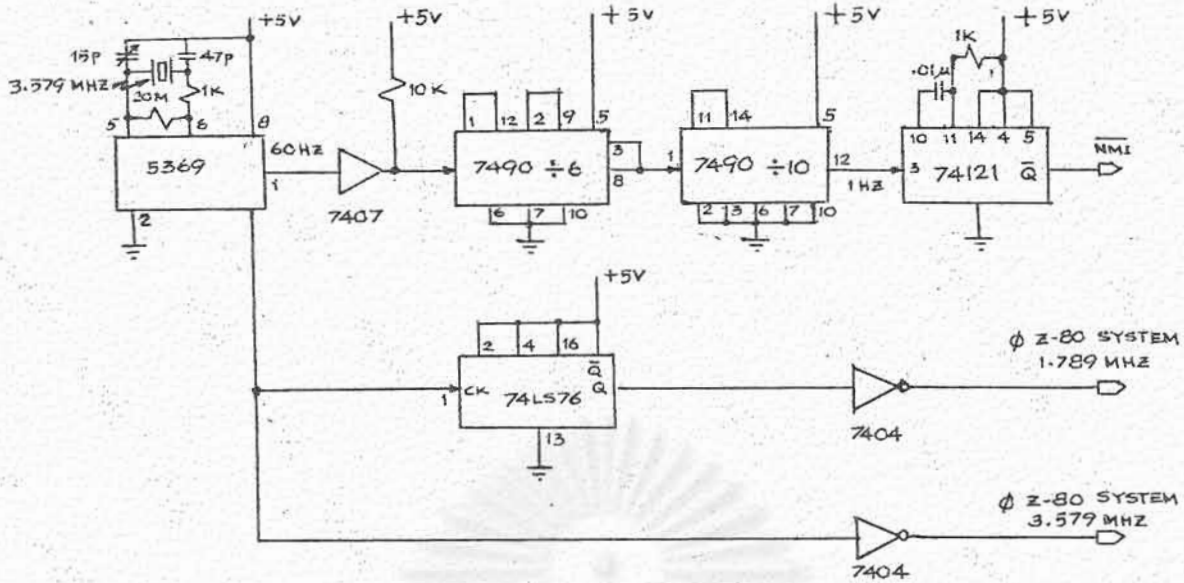 +5V
+5V
+5V
+5V
+5V
15P
47P
3.579 MHZ
1K
20M
5
6
8
5369
1
2
60HZ
7407
10 K
1
12
2
9
5
7490 ÷6
3
8
6
7
10
11
14
5
1
7490 ÷10
12
2
3
6
7
10
1HZ
.01µ
1K
10
11
14
4
5
3
74121
Q̅
N̅M̅I̅
+5V
2
4
16
1
CK
74LS76
Q
13
7404
ϕ Z-80 SYSTEM
1.789 MHZ
7404
ϕ Z-80 SYSTEM
3.579 MHZ